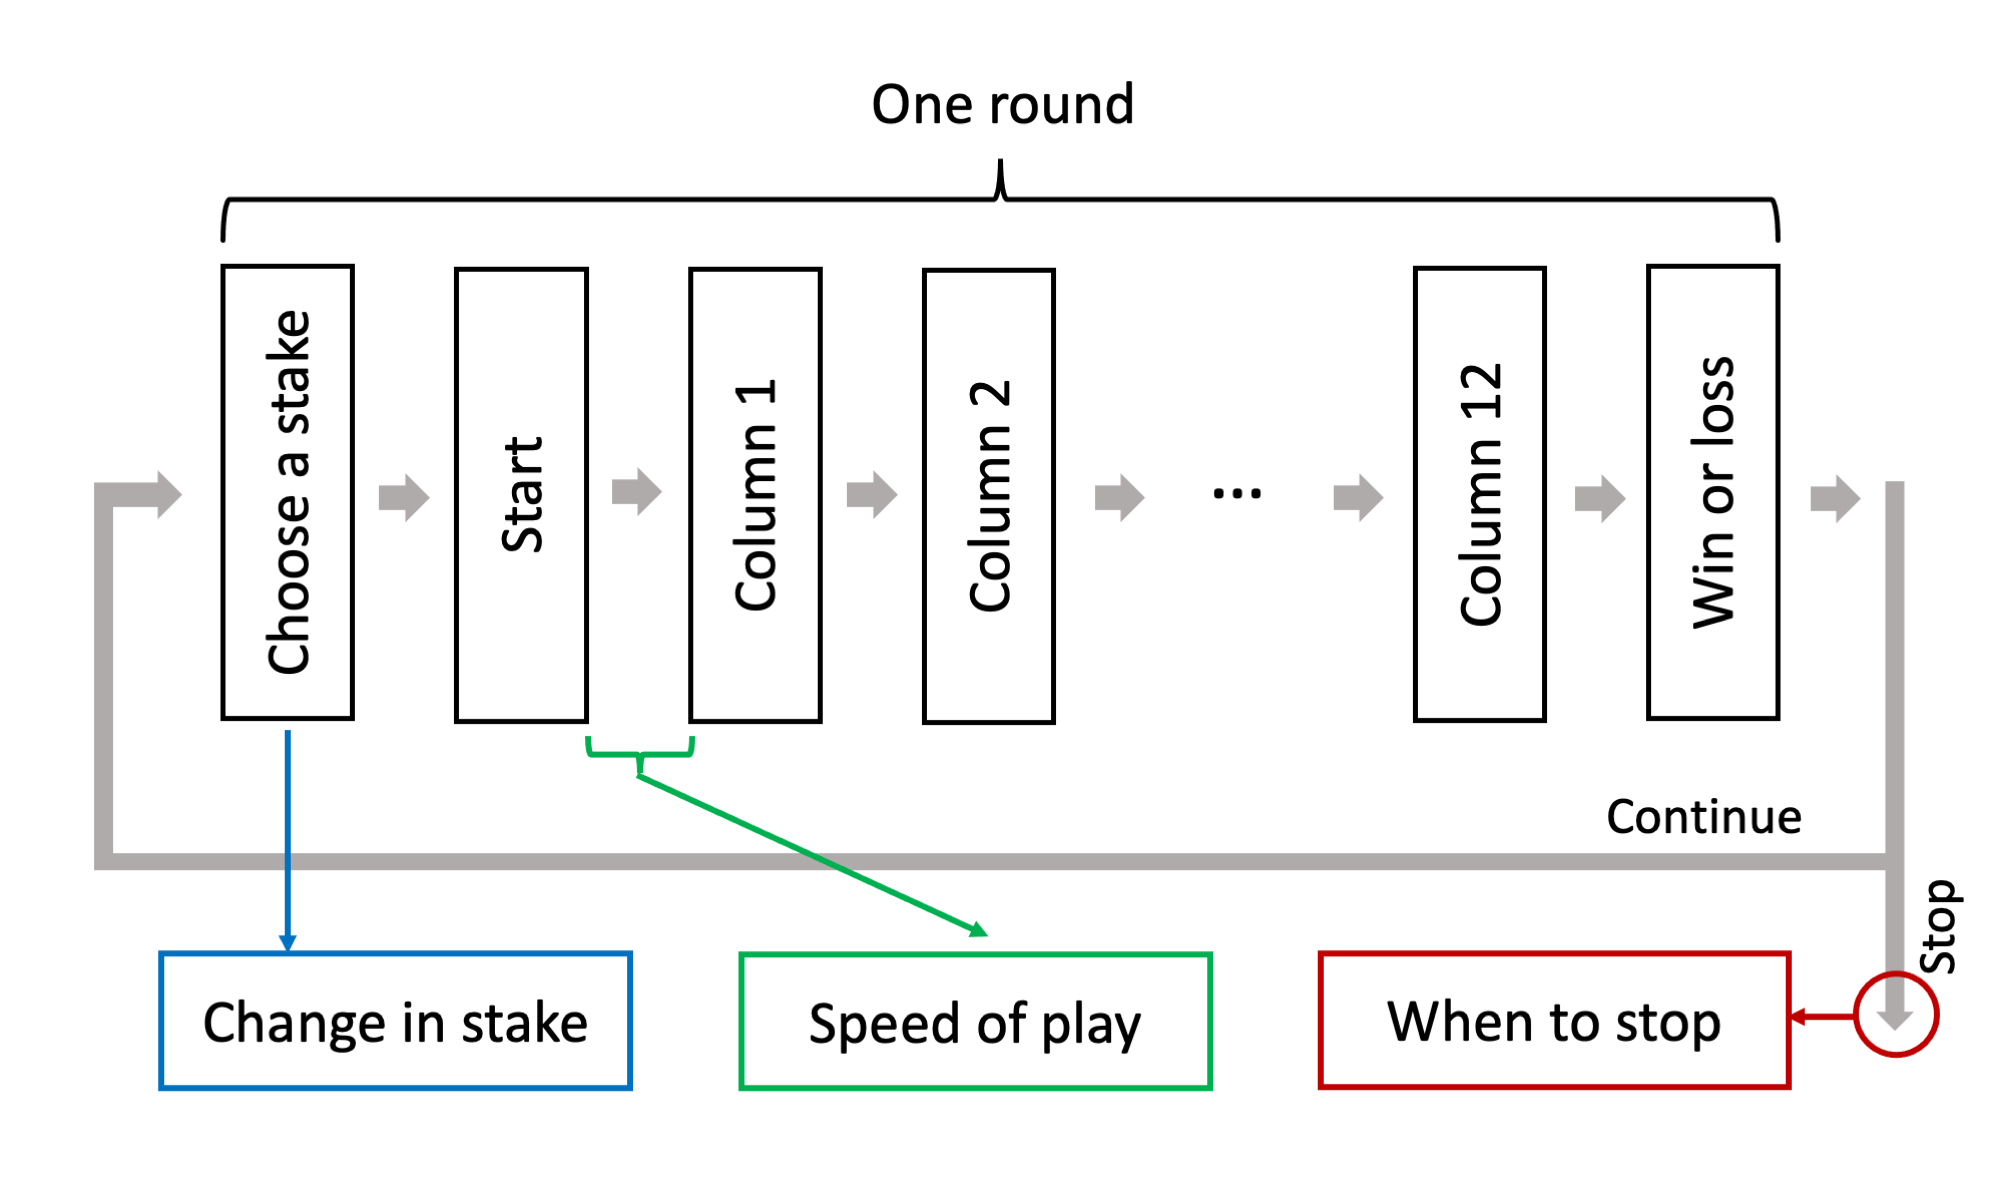 One round
Choose a stake
Start
Column 1
Column 2
...
Column 12
Win or loss
Continue
Stop
Change in stake
Speed of play
When to stop